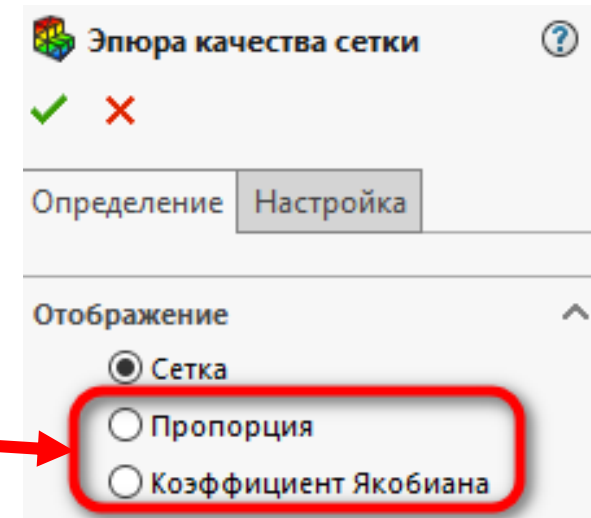 Эпюра качества сетки
Определение Настройка
Отображение
Сетка
Пропорция
Коэффициент Якобиана